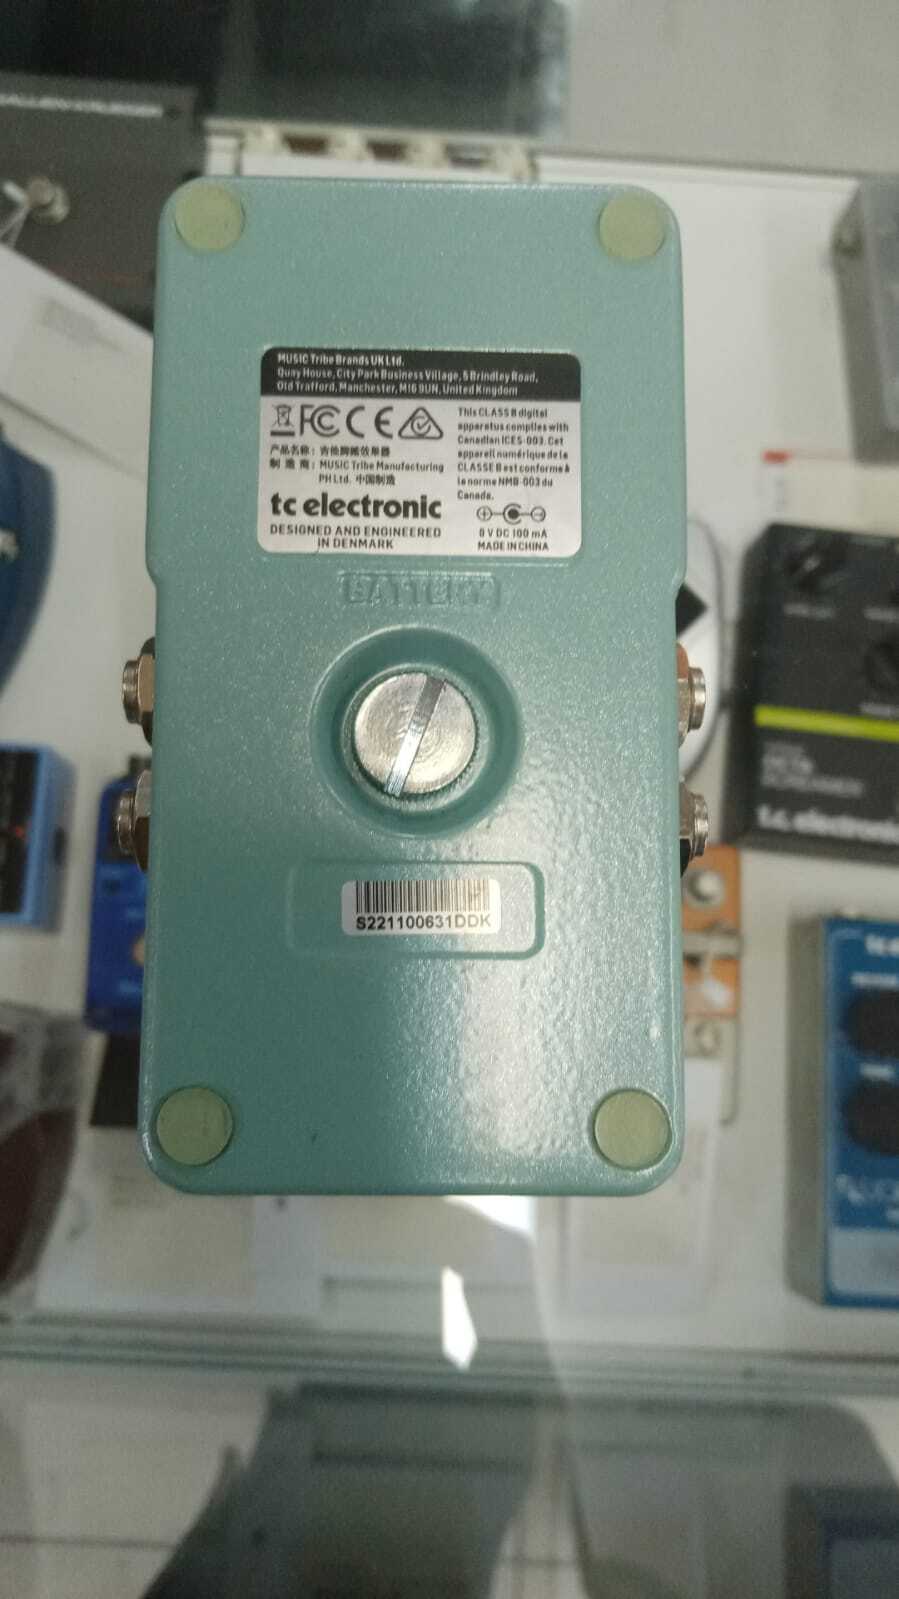 MUSIC Tribe Brands UK Ltd.
Quay House, City Park Business Village, 5 Brindley Road,
Old Trafford, Manchester, M16 9UN, United Kingdom
FC CE
产品名称: 吉他脚踏效果器
制 造 商: MUSIC Tribe Manufacturing
PH Ltd. 中国制造
tc electronic
DESIGNED AND ENGINEERED
IN DENMARK
This CLASS B digital
apparatus complies with
Canadian ICES-003. Cet
appareil numérique de la
CLASSE B est conforme à
la norme NMB-003 du
Canada.
9 V DC 100 mA
MADE IN CHINA
BATTERY
S221100631DDK
tc electronic